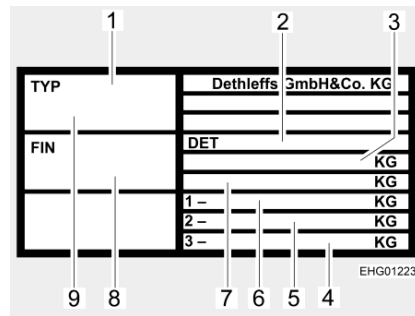 1 2 3
TYP
Dethleffs GmbH&Co. KG
FIN
DET
KG
KG
1 – KG
2 – KG
3 – KG
EHG01223
9 8 7 6 5 4